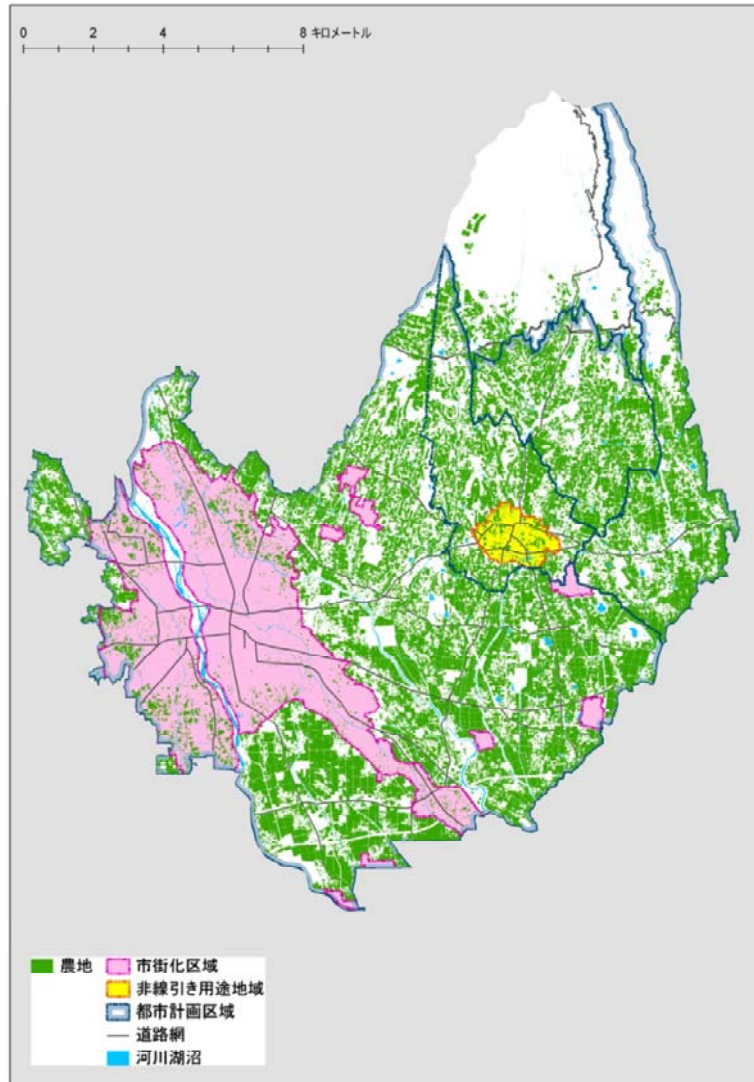 0 2 4 8 キロメートル
農地 市街化区域
非線引き用途地域
都市計画区域
道路網
河川湖沼